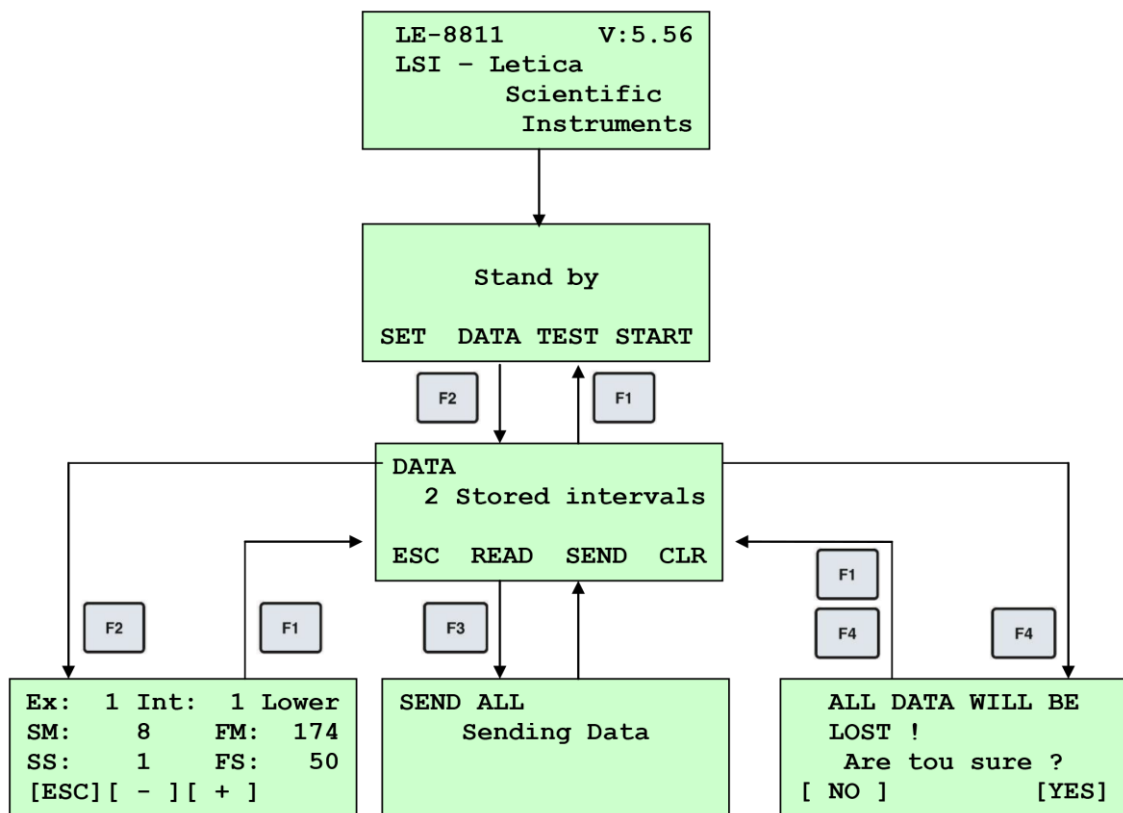 LE-8811 V:5.56
LSI – Letica
Scientific
Instruments
Stand by
SET DATA TEST START
F2
F1
DATA
2 Stored intervals
ESC READ SEND CLR
F2
F1
F3
F1
F4
F4
Ex: 1 Int: 1 Lower
SM: 8 FM: 174
SS: 1 FS: 50
[ESC][ - ][ + ]
SEND ALL
Sending Data
ALL DATA WILL BE
LOST !
Are tou sure ?
[ NO ] [YES]